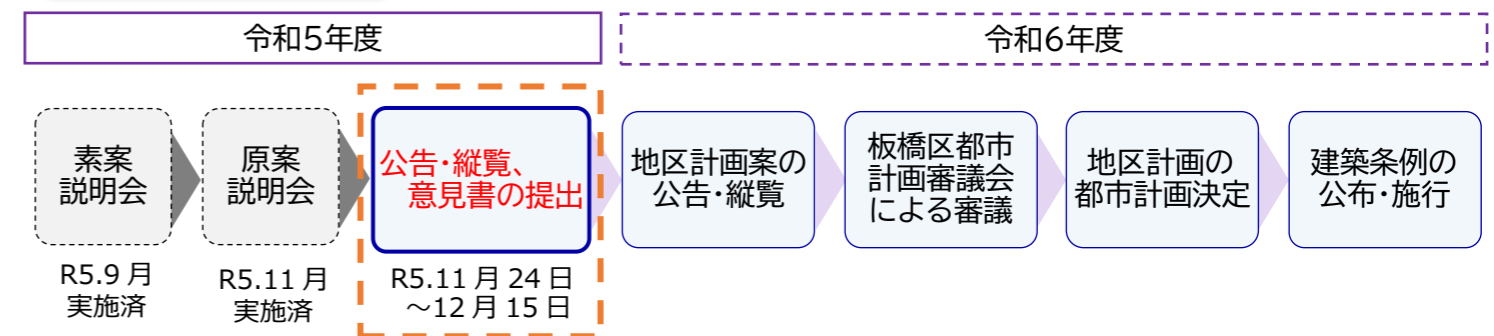 令和5年度
令和6年度
素案
説明会
原案
説明会
公告・縦覧、
意見書の提出
地区計画案の
公告・縦覧
板橋区都市
計画審議会
による審議
地区計画の
都市計画決定
建築条例の
公布・施行
R5.9 月
実施済
R5.11 月
実施済
R5.11 月 24 日
～12 月 15 日